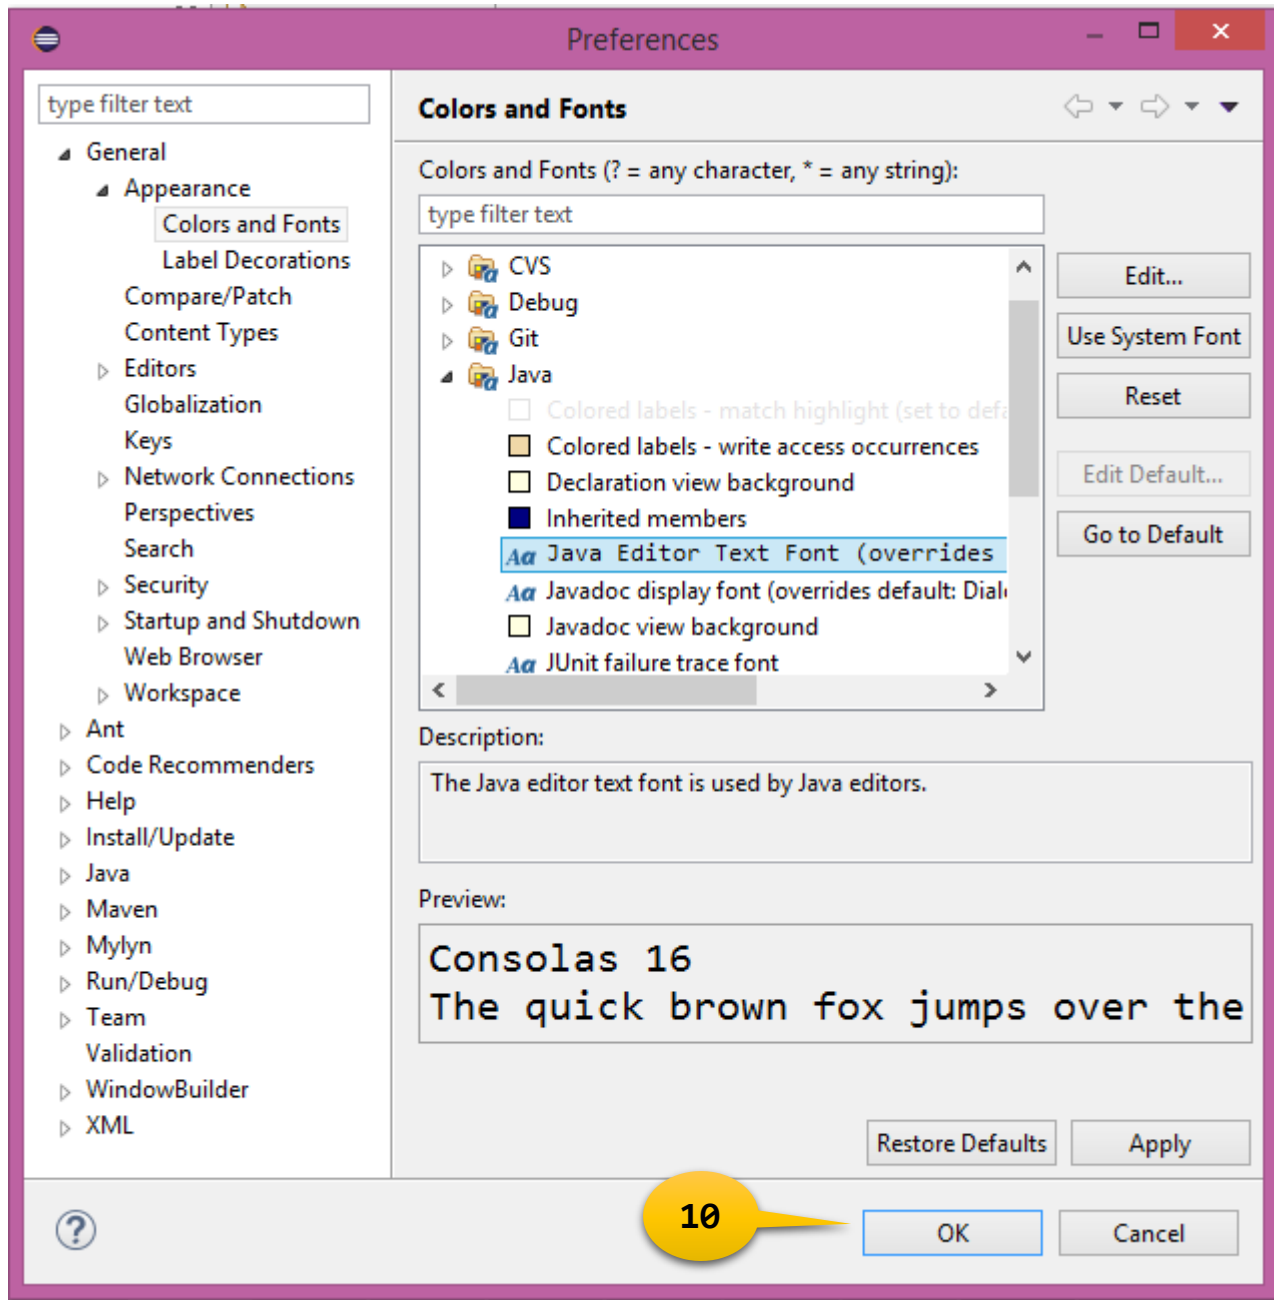 Preferences
type filter text
General
Appearance
Colors and Fonts
Label Decorations
Compare/Patch
Content Types
Editors
Globalization
Keys
Network Connections
Perspectives
Search
Security
Startup and Shutdown
Web Browser
Workspace
Ant
Code Recommenders
Help
Install/Update
Java
Maven
Mylyn
Run/Debug
Team
Validation
WindowBuilder
XML
Colors and Fonts
Colors and Fonts (? = any character, * = any string):
type filter text
CVS
Debug
Git
Java
Colored labels - match highlight (set to defa
Colored labels - write access occurrences
Declaration view background
Inherited members
Java Editor Text Font (overrides
Javadoc display font (overrides default: Dial
Javadoc view background
JUnit failure trace font
Edit...
Use System Font
Reset
Edit Default...
Go to Default
Description:
The Java editor text font is used by Java editors.
Preview:
Consolas 16
The quick brown fox jumps over the
Restore Defaults
Apply
10
OK
Cancel